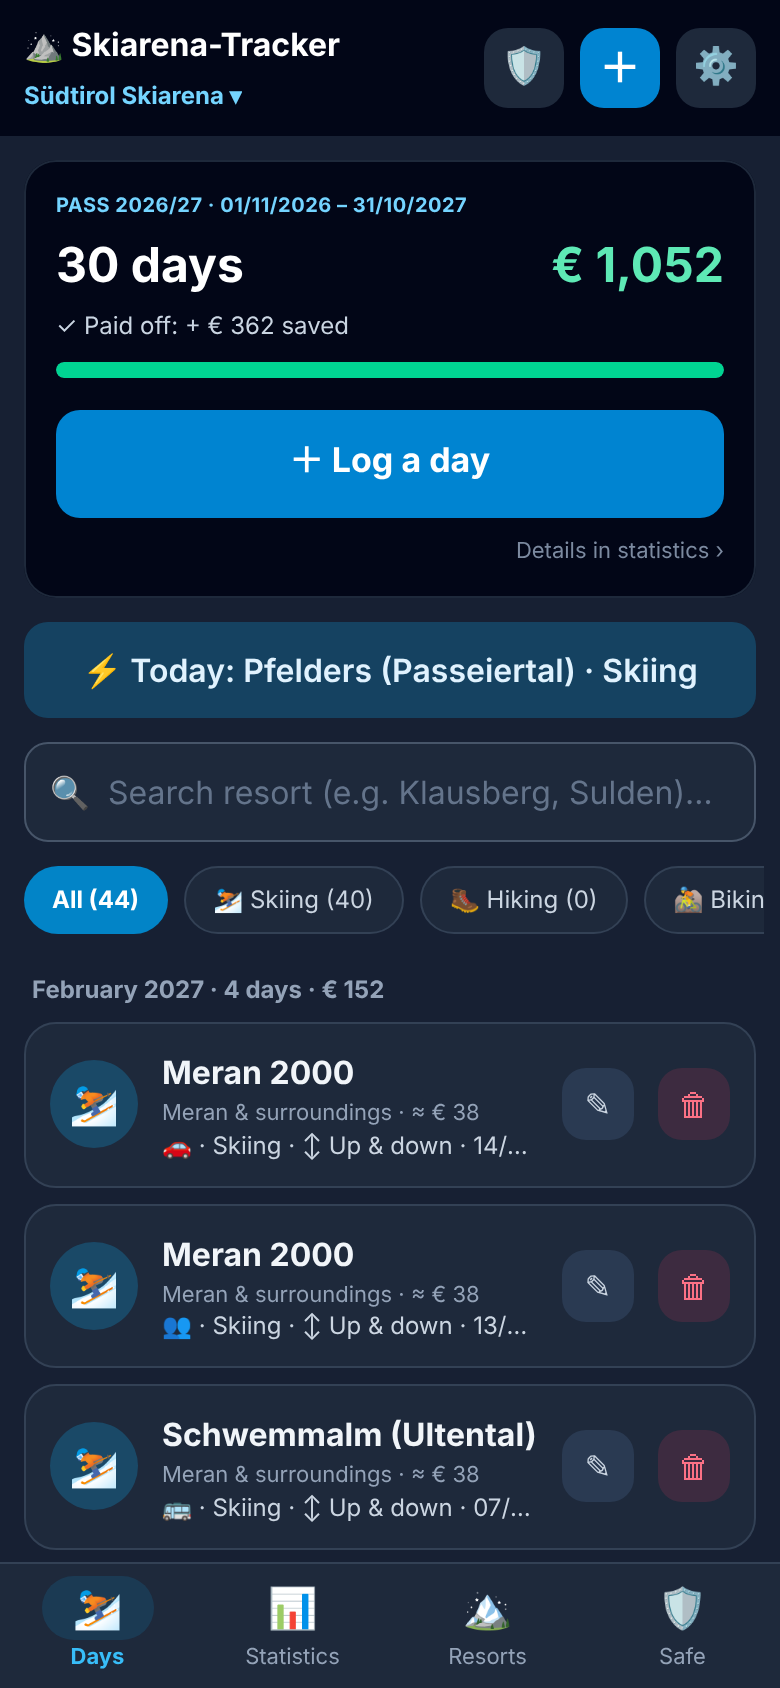 Skiarena-Tracker
Südtirol Skiarena ▾
PASS 2026/27 · 01/11/2026 – 31/10/2027
30 days
€ 1,052
✓ Paid off: + € 362 saved
+ Log a day
Details in statistics ›
⚡ Today: Pfelders (Passeiertal) · Skiing
Search resort (e.g. Klausberg, Sulden)...
All (44)
Skiing (40)
Hiking (0)
Bikin
February 2027 · 4 days · € 152
Meran 2000
Meran & surroundings · ≈ € 38
· Skiing · ↕ Up & down · 14/...
Meran 2000
Meran & surroundings · ≈ € 38
· Skiing · ↕ Up & down · 13/...
Schwemmalm (Ultental)
Meran & surroundings · ≈ € 38
· Skiing · ↕ Up & down · 07/...
Days
Statistics
Resorts
Safe